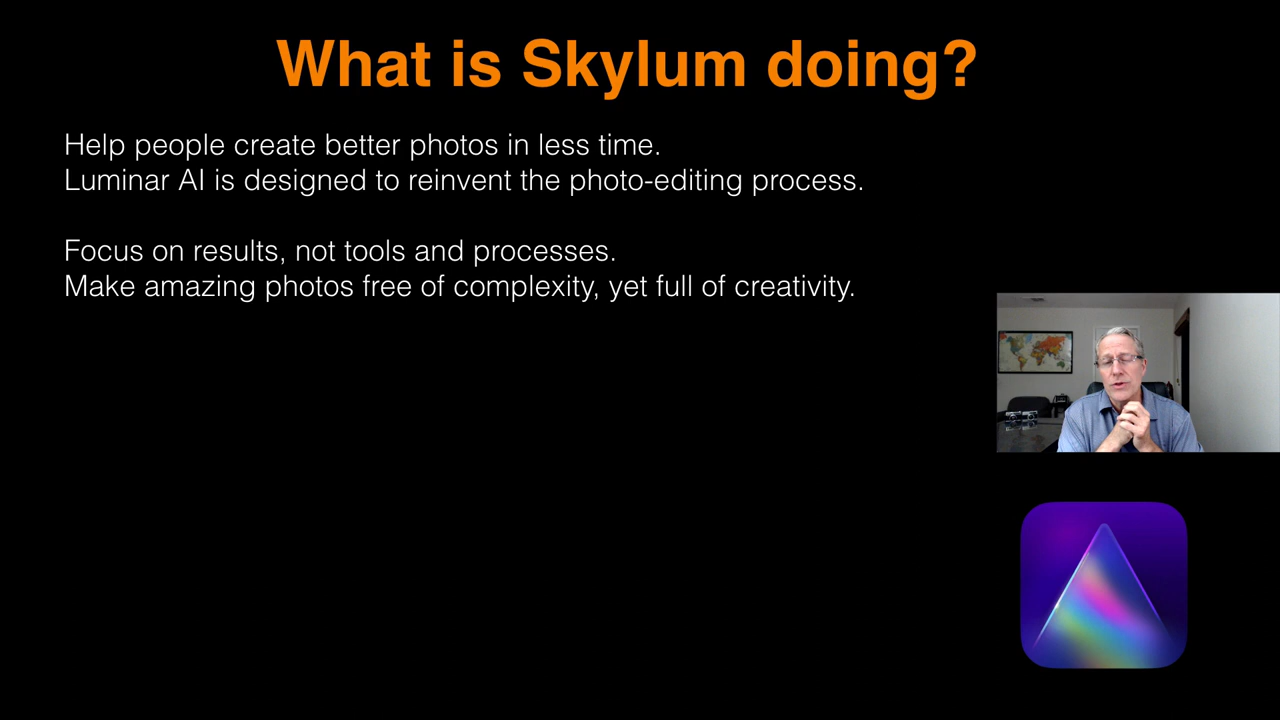 What is Skylum doing?
Help people create better photos in less time.
Luminar AI is designed to reinvent the photo-editing process.
Focus on results, not tools and processes.
Make amazing photos free of complexity, yet full of creativity.